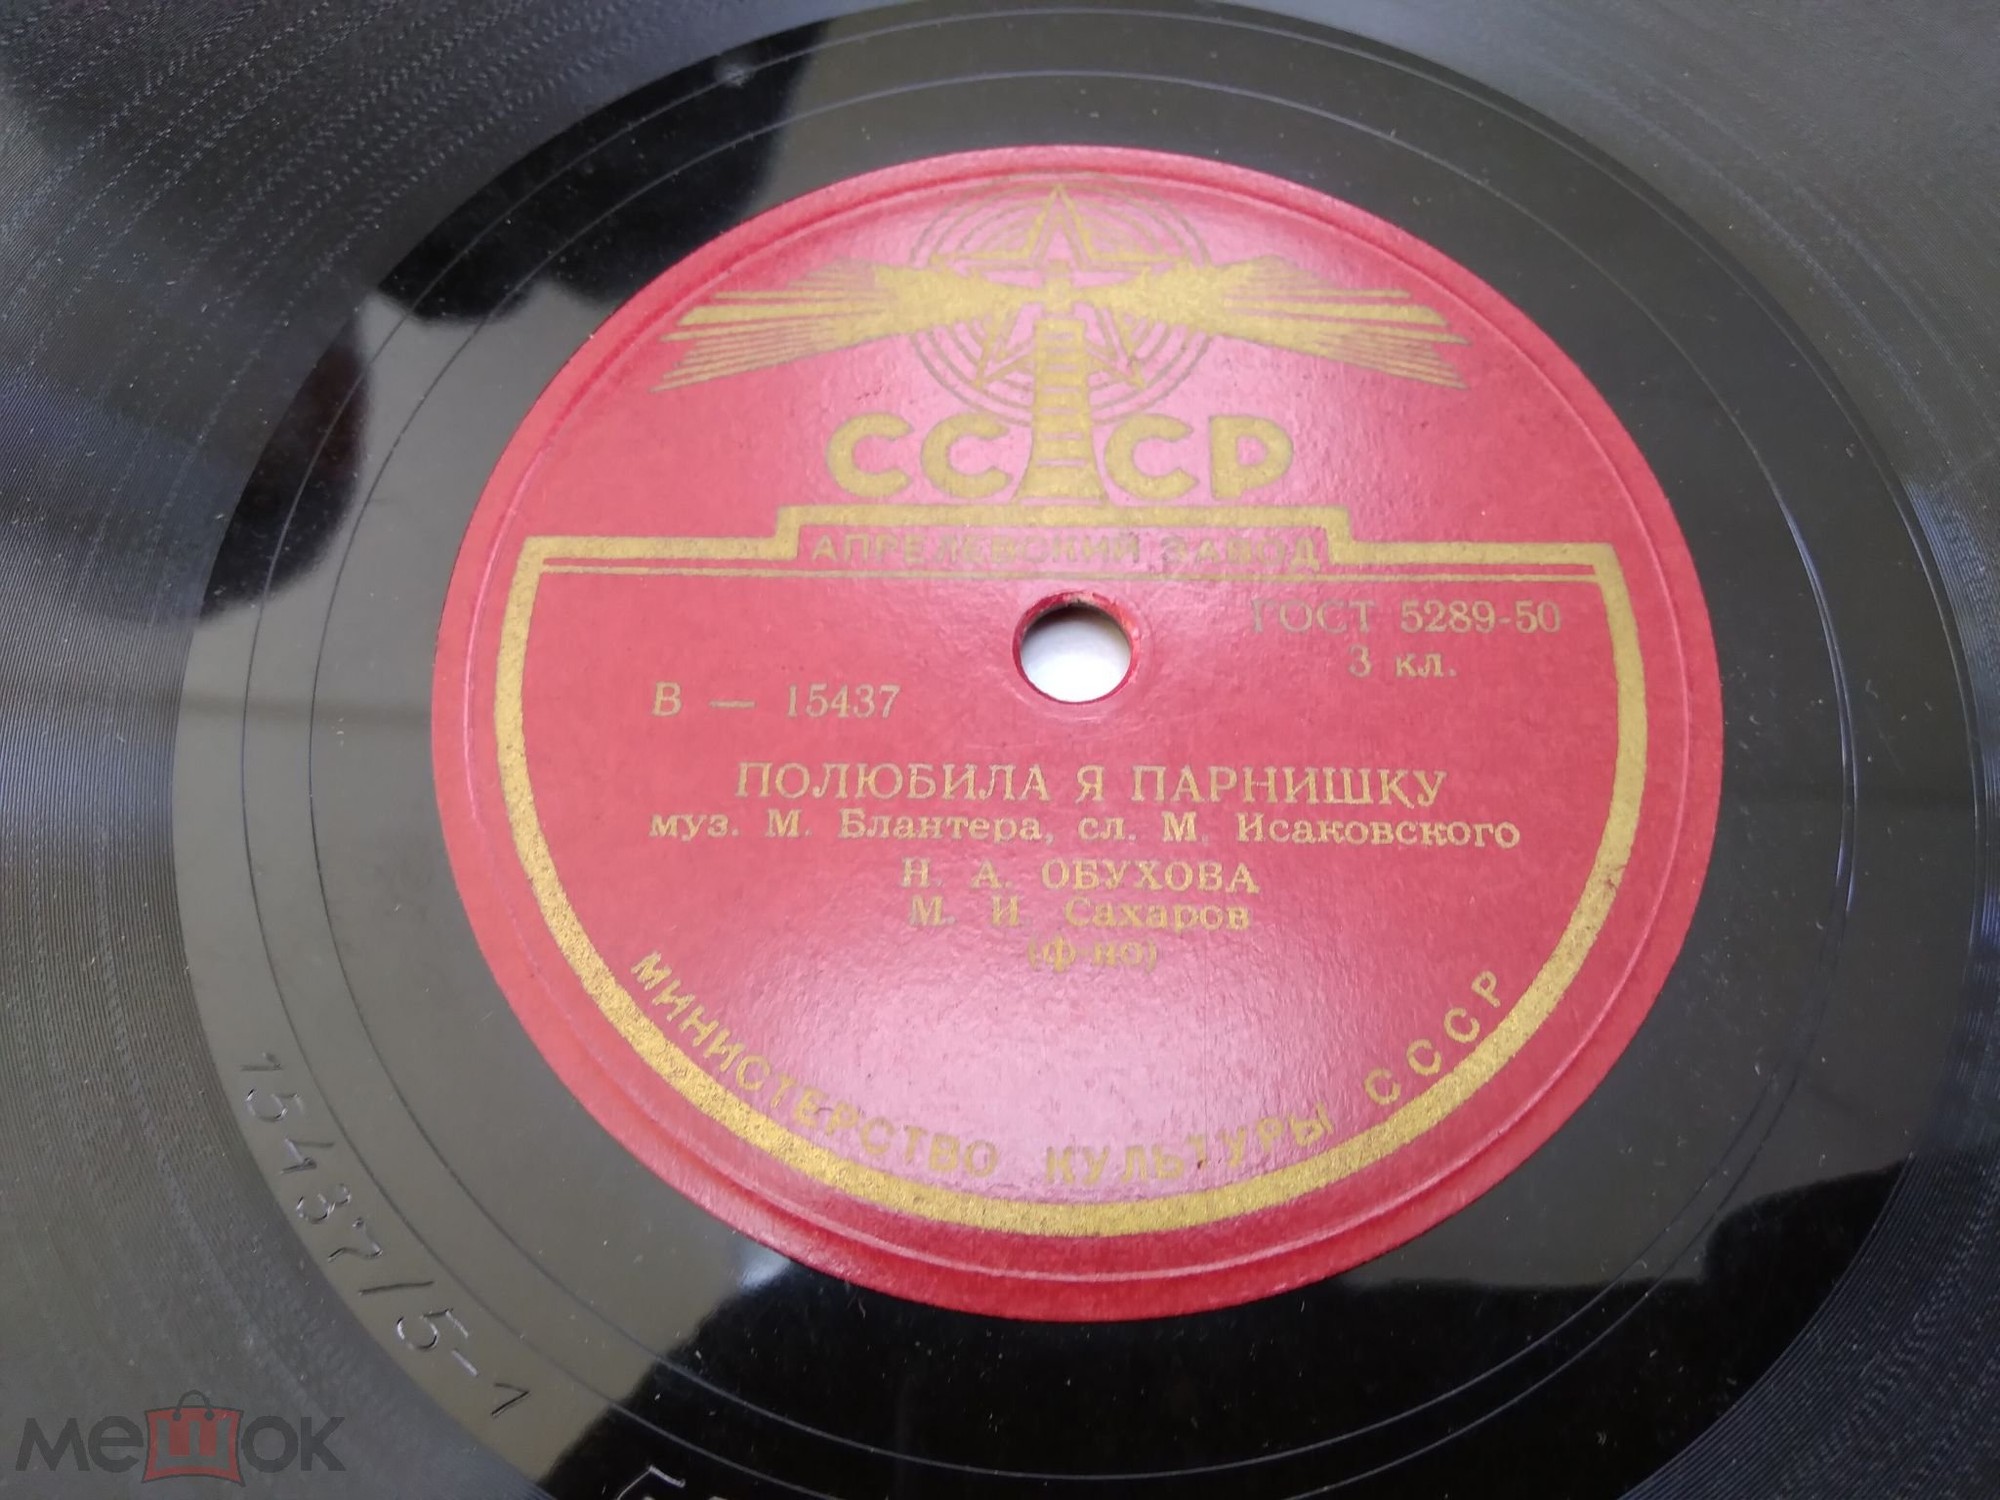 СССР
АПРЕЛЕВСКИЙ ЗАВОД
ГОСТ 5289-50
3 кл.
В — 15437
ПОЛЮБИЛА Я ПАРНИШКУ
муз. М. Блантера, сл. М. Исаковского
Н. А. ОБУХОВА
М. И. Сахаров
(ф-но)
МИНИСТЕРСТВО КУЛЬТУРЫ СССР
15437/5-1
мешок